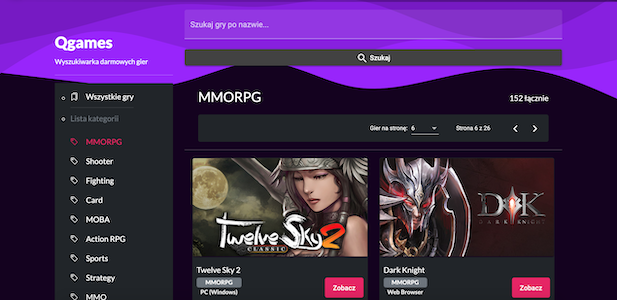 Qgames
Wyszukiwarka darmowych gier
Szukaj gry po nazwie...
Szukaj
Wszystkie gry
Lista kategorii
MMORPG
Shooter
Fighting
Card
MOBA
Action RPG
Sports
Strategy
MMO
MMORPG
152 łącznie
Gier na stronę: 6
Strona 6 z 26
Twelve Sky 2
CLASSIC
Twelve Sky 2
MMORPG
PC (Windows)
Zobacz
DK
DARK KNIGHT
Dark Knight
MMORPG
Web Browser
Zobacz